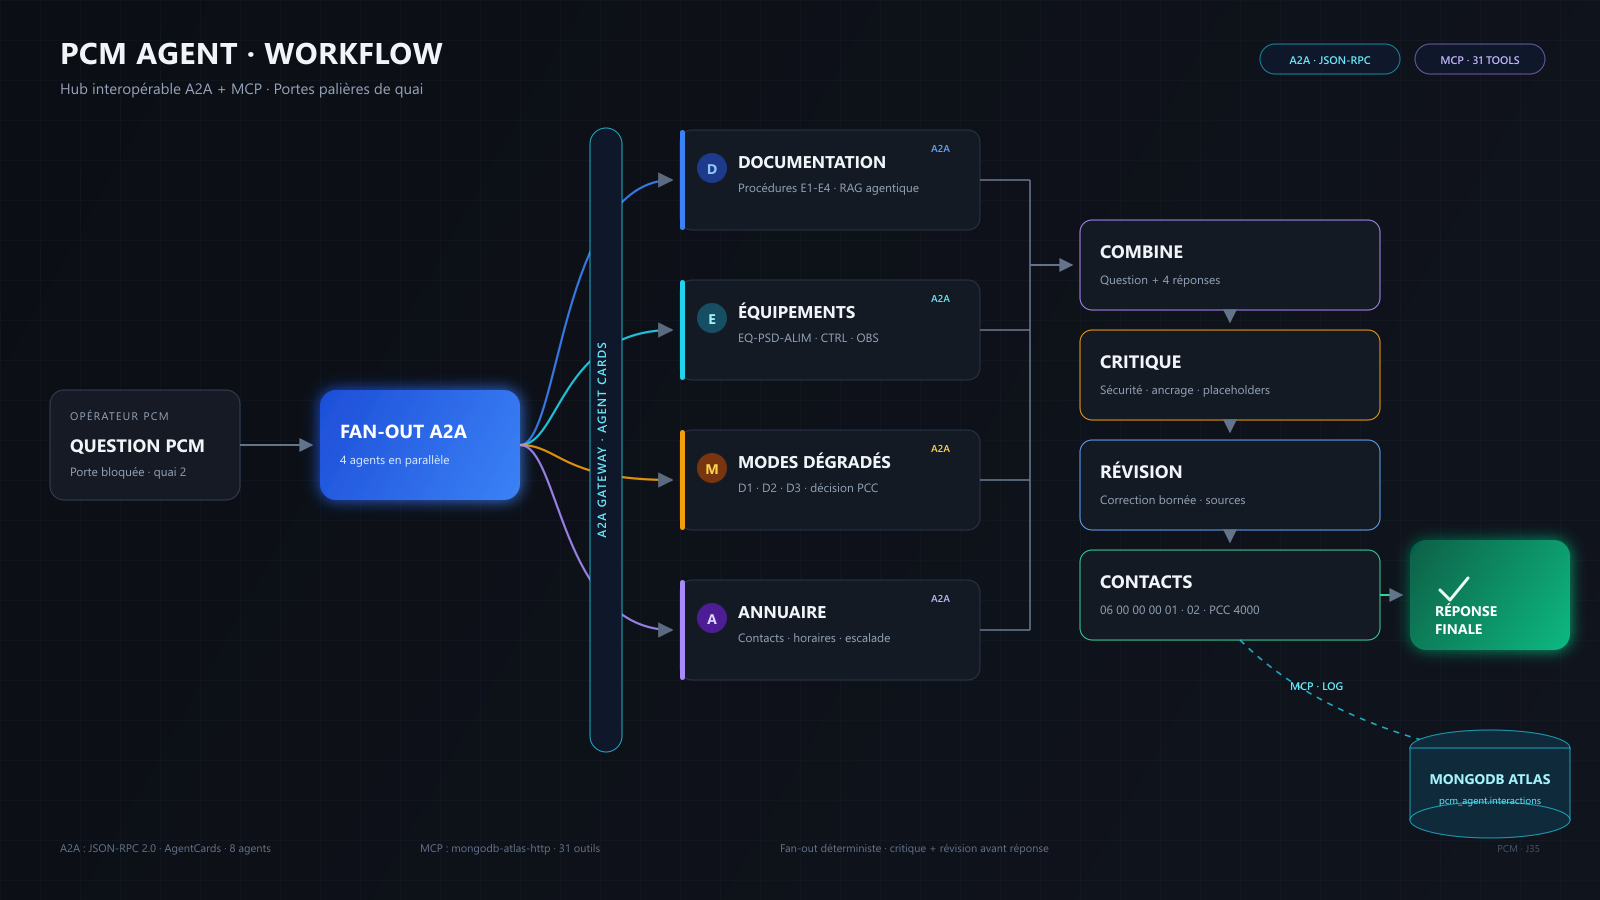 PCM AGENT · WORKFLOW
Hub interopérable A2A + MCP · Portes palières de quai
A2A · JSON-RPC
MCP · 31 TOOLS
OPÉRATEUR PCM
QUESTION PCM
Porte bloquée · quai 2
FAN-OUT A2A
4 agents en parallèle
A2A GATEWAY · AGENT CARDS
A2A
D
DOCUMENTATION
Procédures E1-E4 · RAG agentique
A2A
E
ÉQUIPEMENTS
EQ-PSD-ALIM · CTRL · OBS
A2A
M
MODES DÉGRADÉS
D1 · D2 · D3 · décision PCC
A2A
A
ANNUAIRE
Contacts · horaires · escalade
COMBINE
Question + 4 réponses
CRITIQUE
Sécurité · ancrage · placeholders
RÉVISION
Correction bornée · sources
CONTACTS
06 00 00 00 01 · 02 · PCC 4000
RÉPONSE
FINALE
MCP · LOG
MONGODB ATLAS
pcm_agent.interactions
A2A : JSON-RPC 2.0 · AgentCards · 8 agents
MCP : mongodb-atlas-http · 31 outils
Fan-out déterministe · critique + révision avant réponse
PCM · J35